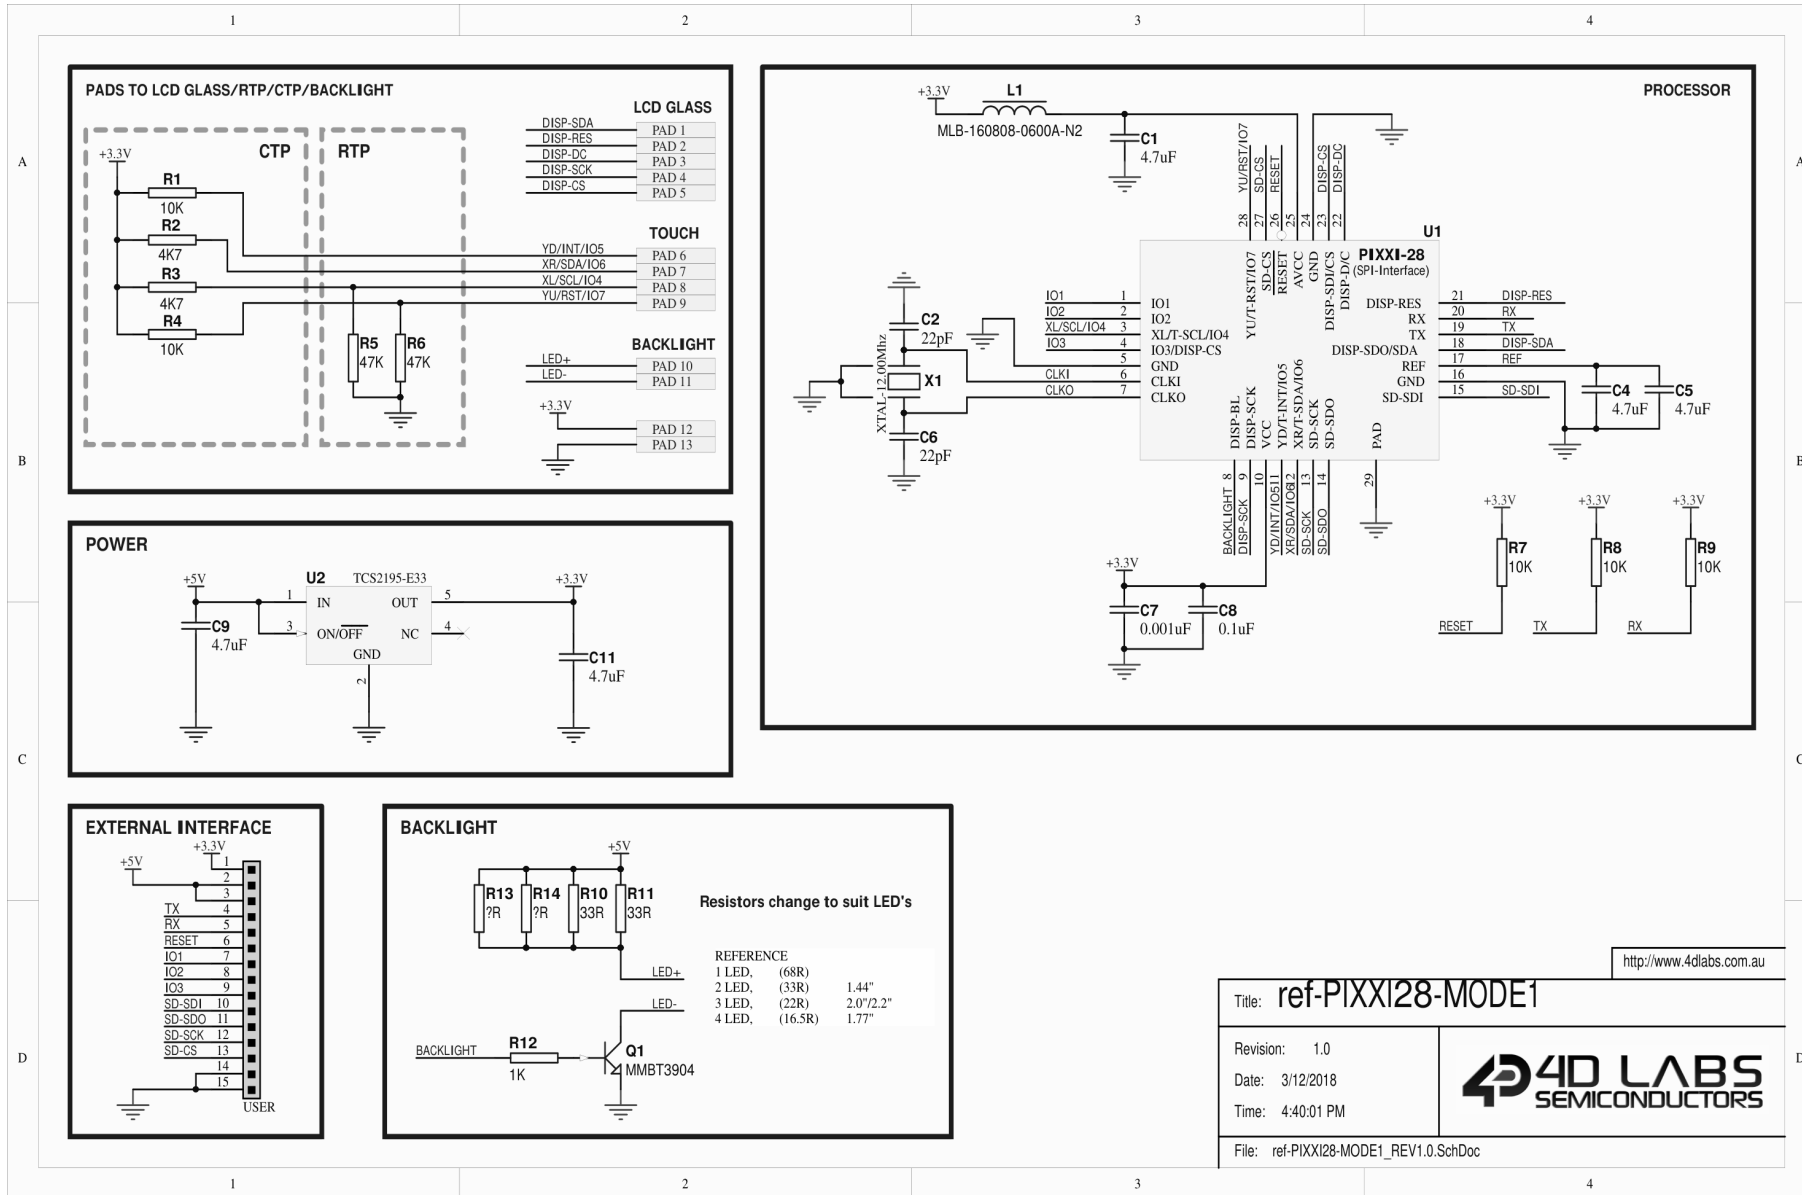 1 2 3 4
PADS TO LCD GLASS/RTP/CTP/BACKLIGHT
CTP
RTP
+3.3V
R1
10K
R2
4K7
R3
4K7
R4
10K
R5
47K
R6
47K
LCD GLASS
DISP-SDA PAD 1
DISP-RES PAD 2
DISP-DC PAD 3
DISP-SCK PAD 4
DISP-CS PAD 5
TOUCH
YD/INT/IO5 PAD 6
XR/SDA/IO6 PAD 7
XL/SCL/IO4 PAD 8
YU/RST/IO7 PAD 9
BACKLIGHT
LED+ PAD 10
LED- PAD 11
+3.3V
PAD 12
PAD 13
A
B
C
D
PROCESSOR
+3.3V
L1
MLB-160808-0600A-N2
C1
4.7uF
YU/RST/IO7 28
SD-CS 27
RESET 26
25
24
DISP-CS 23
DISP-DC 22
U1
PIXXI-28
(SPI-Interface)
YU/T-RST/IO7
SD-CS
RESET
AVCC
GND
DISP-SDI/CS
DISP-D/C
IO1 1 IO1
IO2 2 IO2
XL/SCL/IO4 3 XL/T-SCL/IO4
IO3 4 IO3/DISP-CS
5 GND
CLKI 6 CLKI
CLKO 7 CLKO
DISP-RES 21 DISP-RES
RX 20 RX
TX 19 TX
DISP-SDO/SDA 18 DISP-SDA
REF 17 REF
GND 16
SD-SDI 15 SD-SDI
DISP-BL
DISP-SCK
VCC
YD/T-INT/IO5
XR/T-SDA/IO6
SD-SCK
SD-SDO
PAD
BACKLIGHT 8
DISP-SCK 9
10
YD/INT/IO5 11
XR/SDA/IO6 12
SD-SCK 13
SD-SDO 14
29
C2
22pF
XTAL-12.00Mhz
X1
C6
22pF
C4
4.7uF
C5
4.7uF
+3.3V
C7
0.001uF
C8
0.1uF
+3.3V +3.3V +3.3V
R7
10K
R8
10K
R9
10K
RESET TX RX
POWER
+5V
U2 TCS2195-E33
+3.3V
1 IN OUT 5
3 ON/OFF NC 4
GND
2
C9
4.7uF
C11
4.7uF
EXTERNAL INTERFACE
+3.3V
+5V
1
2
3
TX 4
RX 5
RESET 6
IO1 7
IO2 8
IO3 9
SD-SDI 10
SD-SDO 11
SD-SCK 12
SD-CS 13
14
15
USER
BACKLIGHT
+5V
R13
?R
R14
?R
R10
33R
R11
33R
Resistors change to suit LED's
LED+
LED-
REFERENCE
1 LED, (68R)
2 LED, (33R) 1.44"
3 LED, (22R) 2.0"/2.2"
4 LED, (16.5R) 1.77"
BACKLIGHT
R12
1K
Q1
MMBT3904
http://www.4dlabs.com.au
Title: ref-PIXXI28-MODE1
Revision: 1.0
Date: 3/12/2018
Time: 4:40:01 PM
4D LABS
SEMICONDUCTORS
File: ref-PIXXI28-MODE1_REV1.0.SchDoc
A
B
C
D
1 2 3 4